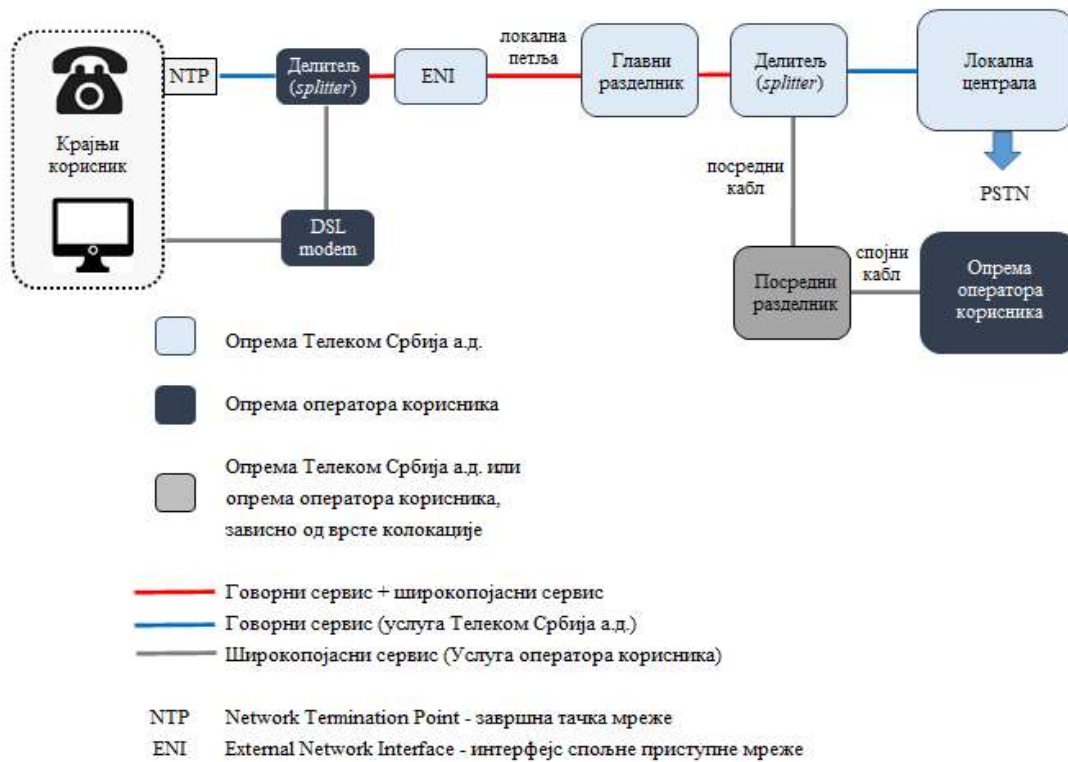 NTP
Делитељ
(splitter)
ENI
локална
петља
Главни
разделник
Делитељ
(splitter)
Локална
централа
Крајњи
корисник
DSL
modem
посредни
кабл
PSTN
Посредни
разделник
спојни
кабл
Опрема
оператора
корисника
Опрема Телеком Србија а.д.
Опрема оператора корисника
Опрема Телеком Србија а.д. или
опрема оператора корисника,
зависно од врсте колокације
Говорни сервис + широкопојасни сервис
Говорни сервис (услуга Телеком Србија а.д.)
Широкопојасни сервис (Услуга оператора корисника)
NTP Network Termination Point - завршна тачка мреже
ENI External Network Interface - интерфејс спољне приступне мреже